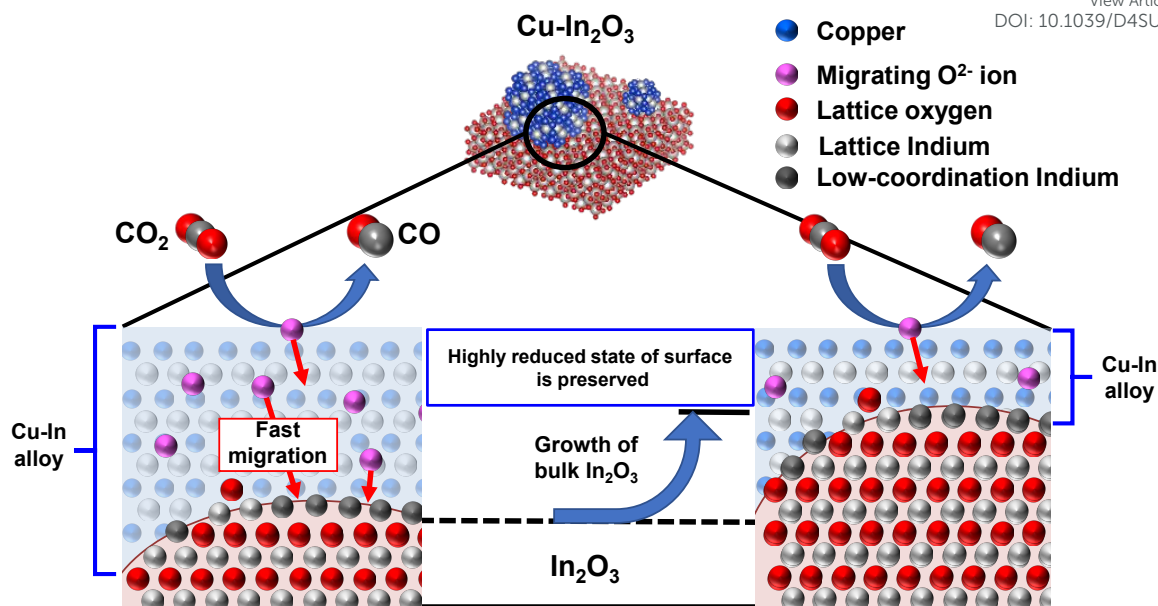 View Artic
DOI: 10.1039/D4SU
Cu-In₂O₃
Copper
Migrating O²⁻ ion
Lattice oxygen
Lattice Indium
Low-coordination Indium
CO₂
CO
Highly reduced state of surface
is preserved
Cu-In
alloy
Fast
migration
Growth of
bulk In₂O₃
In₂O₃
Cu-In
alloy